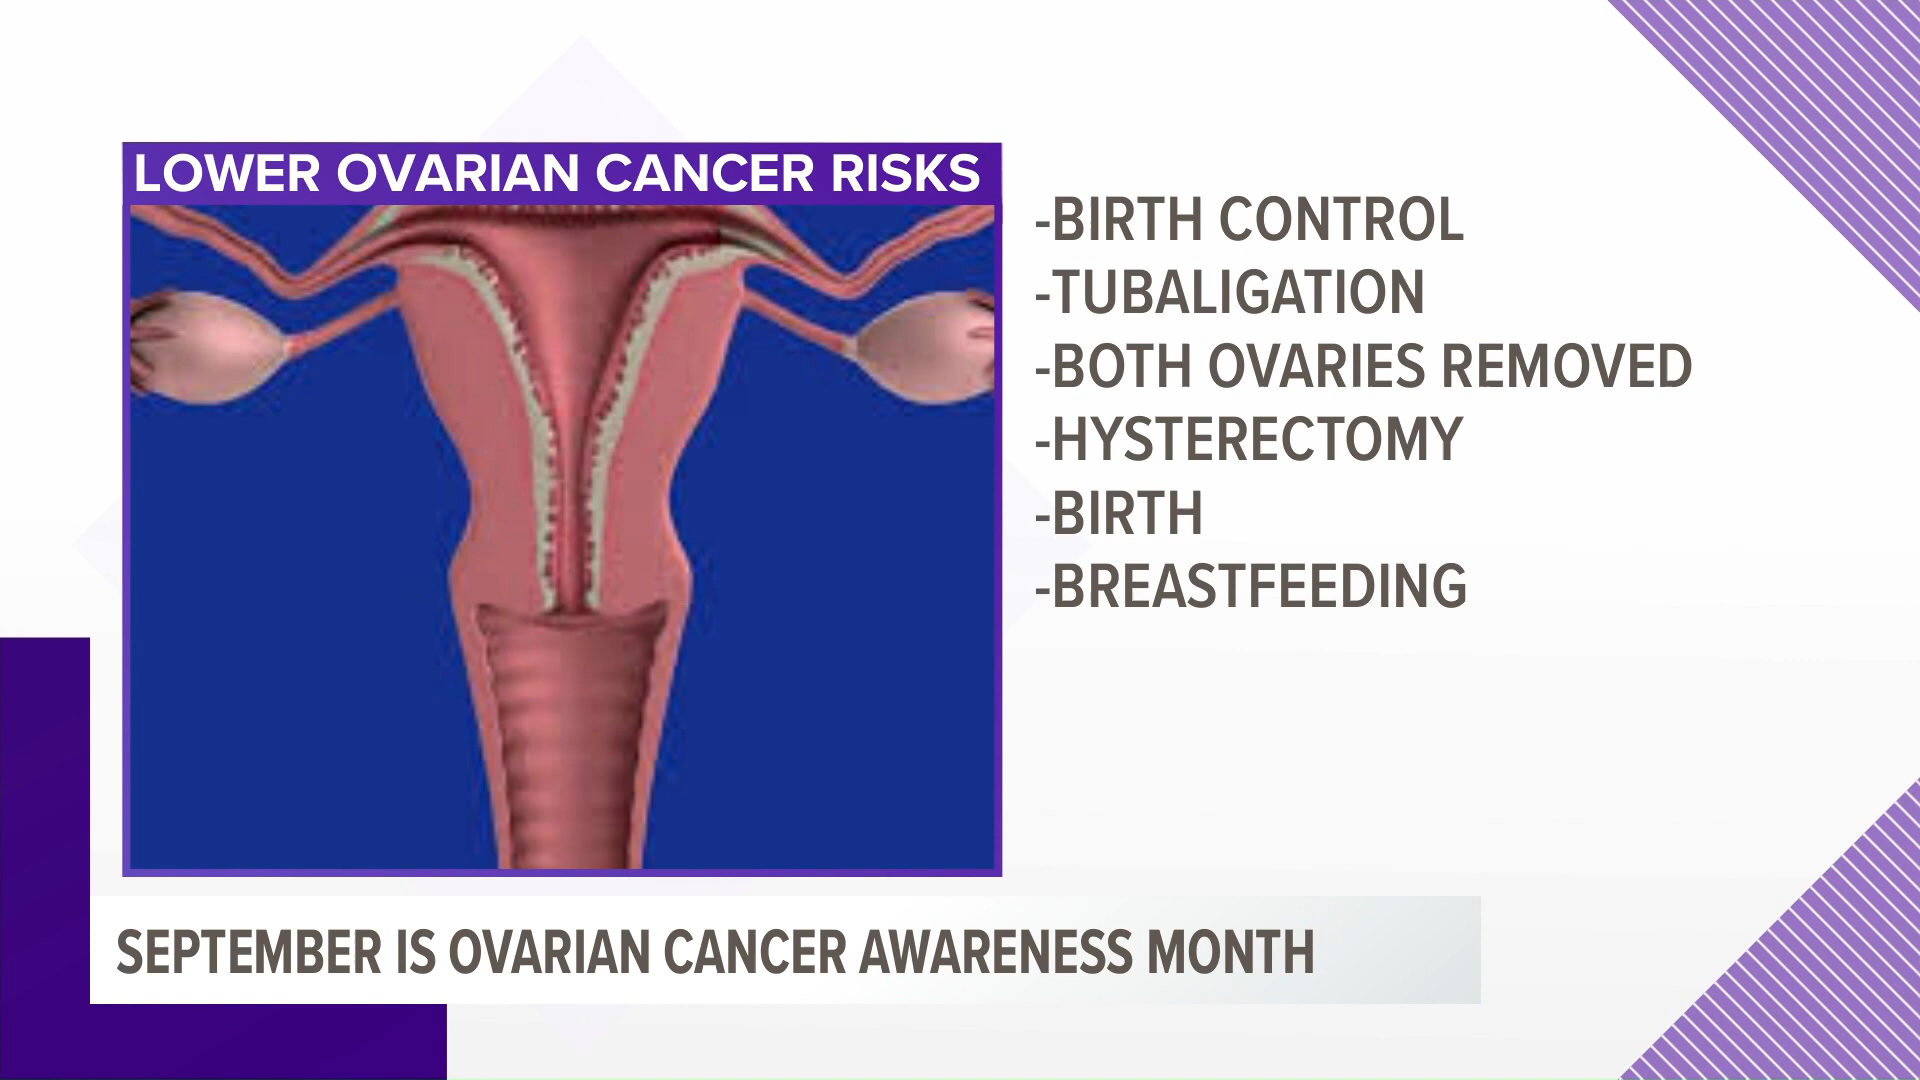 LOWER OVARIAN CANCER RISKS
-BIRTH CONTROL
-TUBALIGATION
-BOTH OVARIES REMOVED
-HYSTERECTOMY
-BIRTH
-BREASTFEEDING
SEPTEMBER IS OVARIAN CANCER AWARENESS MONTH